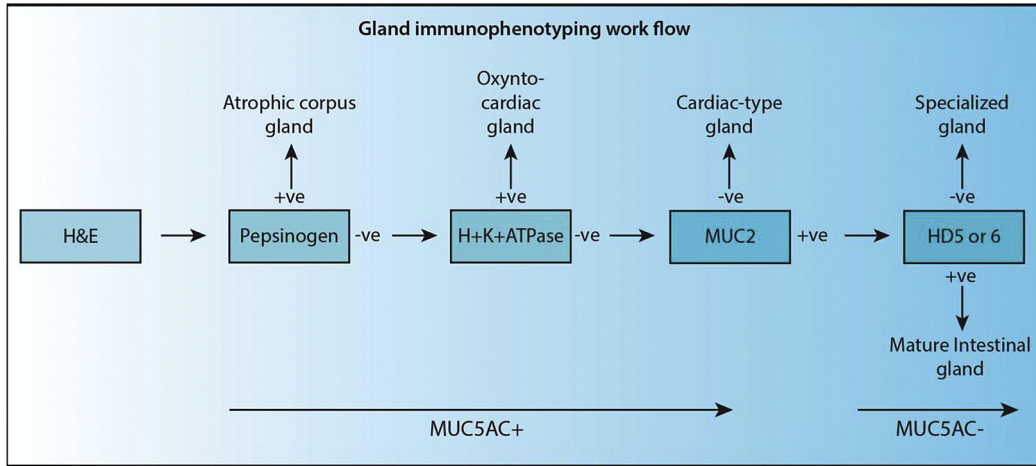 Gland immunophenotyping work flow
Atrophic corpus
gland
Oxynto-
cardiac
gland
Cardiac-type
gland
Specialized
gland
+ve
+ve
-ve
-ve
H&E
Pepsinogen
-ve
H+K+ATPase
-ve
MUC2
+ve
HD5 or 6
+ve
Mature Intestinal
gland
MUC5AC+
MUC5AC-